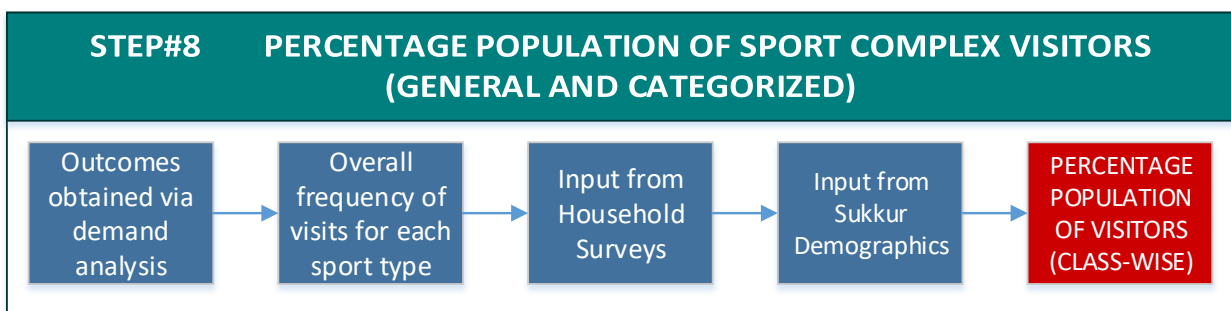 STEP#8 PERCENTAGE POPULATION OF SPORT COMPLEX VISITORS
(GENERAL AND CATEGORIZED)
Outcomes
obtained via
demand
analysis
Overall
frequency of
visits for each
sport type
Input from
Household
Surveys
Input from
Sukkur
Demographics
PERCENTAGE
POPULATION
OF VISITORS
(CLASS-WISE)